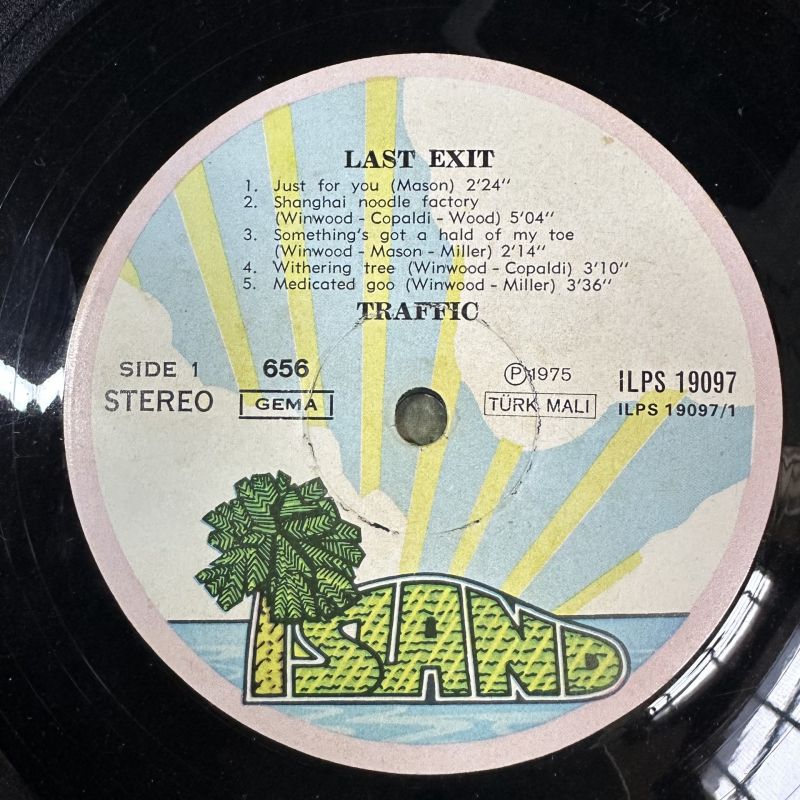 LAST EXIT
1. Just for you (Mason) 2'24"
2. Shanghai noodle factory
(Winwood - Copaldi - Wood) 5'04"
3. Something's got a hald of my toe
(Winwood - Mason - Miller) 2'14"
4. Withering tree (Winwood - Copaldi) 3'10"
5. Medicated goo (Winwood - Miller) 3'36"
TRAFFIC
SIDE 1 656 Ⓟ1975 ILPS 19097
STEREO GEMA TÜRK MALI ILPS 19097/1
ISLAND